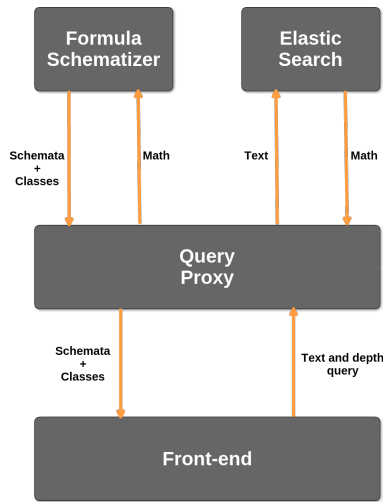 Formula
Schematizer
Elastic
Search
Schemata
+
Classes
Math
Text
Math
Query
Proxy
Schemata
+
Classes
Text and depth
query
Front-end